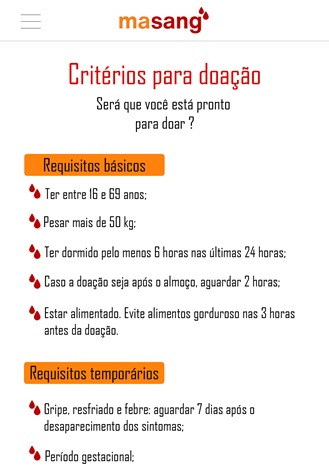 masang
Critérios para doação
Será que você está pronto
para doar ?
Requisitos básicos
Ter entre 16 e 69 anos;
Pesar mais de 50 kg;
Ter dormido pelo menos 6 horas nas últimas 24 horas;
Caso a doação seja após o almoço, aguardar 2 horas;
Estar alimentado. Evite alimentos gorduroso nas 3 horas
antes da doação.
Requisitos temporários
Gripe, resfriado e febre: aguardar 7 dias após o
desaparecimento dos sintomas;
Período gestacional;